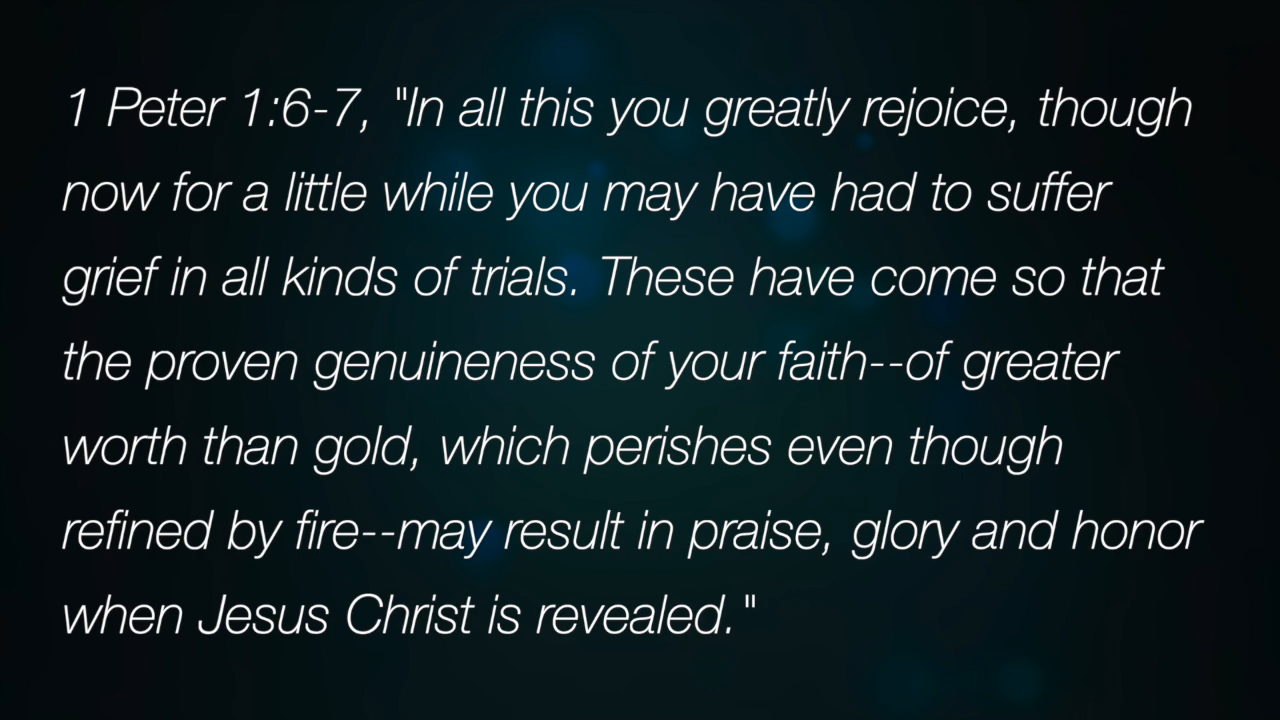 1 Peter 1:6-7, "In all this you greatly rejoice, though
now for a little while you may have had to suffer
grief in all kinds of trials. These have come so that
the proven genuineness of your faith--of greater
worth than gold, which perishes even though
refined by fire--may result in praise, glory and honor
when Jesus Christ is revealed."